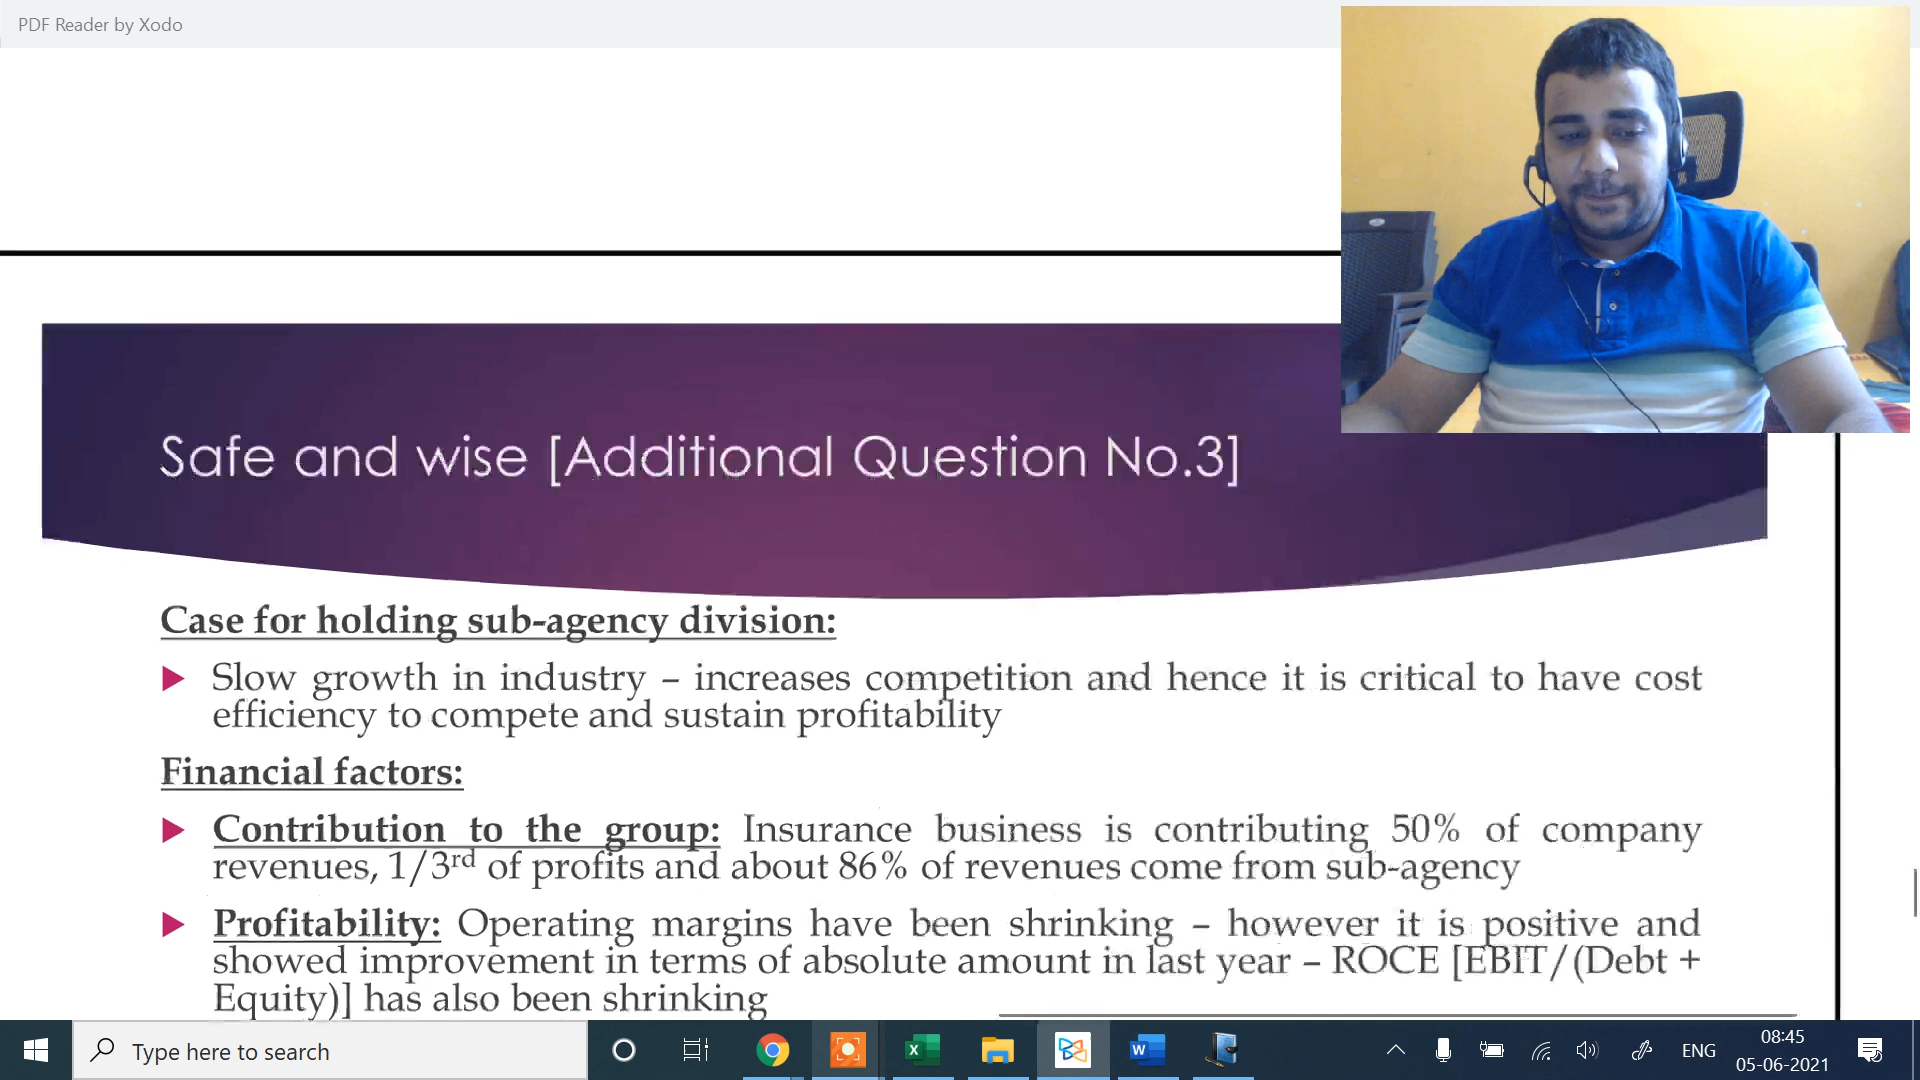 PDF Reader by Xodo
Safe and wise [Additional Question No.3]
Case for holding sub-agency division:
Slow growth in industry – increases competition and hence it is critical to have cost
efficiency to compete and sustain profitability
Financial factors:
Contribution to the group: Insurance business is contributing 50% of company
revenues, 1/3rd of profits and about 86% of revenues come from sub-agency
Profitability: Operating margins have been shrinking – however it is positive and
showed improvement in terms of absolute amount in last year – ROCE [EBIT/(Debt +
Equity)] has also been shrinking
Type here to search
ENG
08:45
05-06-2021